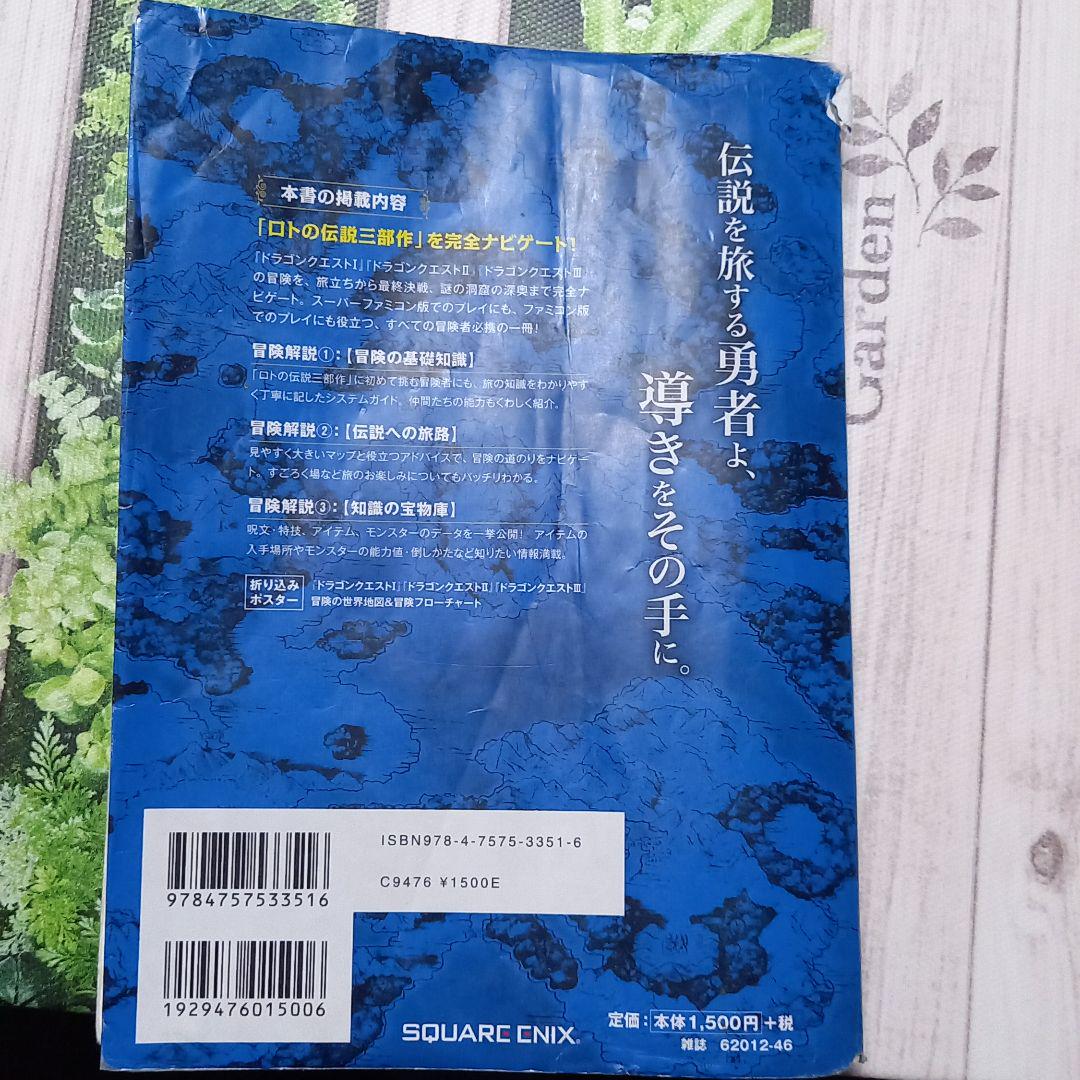 伝説を旅する勇者よ、
導きをその手に。
本書の掲載内容
「ロトの伝説三部作」を完全ナビゲート!
『ドラゴンクエストⅠ』『ドラゴンクエストⅡ』『ドラゴンクエストⅢ』
の冒険を、旅立ちから最終決戦、謎の洞窟の深奥まで完全ナ
ビゲート。スーパーファミコン版でのプレイにも、ファミコン版
でのプレイにも役立つ、すべての冒険者必携の一冊!
冒険解説①:【冒険の基礎知識】
「ロトの伝説三部作」に初めて挑む冒険者にも、旅の知識をわかりやす
く丁寧に記したシステムガイド。仲間たちの能力もくわしく紹介。
冒険解説②:【伝説への旅路】
見やすく大きいマップと役立つアドバイスで、冒険の道のりをナビゲー
ト。すごろく場など旅のお楽しみについてもバッチリわかる。
冒険解説③:【知識の宝物庫】
呪文・特技、アイテム、モンスターのデータを一挙公開! アイテムの
入手場所やモンスターの能力値・倒しかたなど知りたい情報満載。
折り込み
ポスター
『ドラゴンクエストⅠ』『ドラゴンクエストⅡ』『ドラゴンクエストⅢ』
冒険の世界地図&冒険フローチャート
ISBN978-4-7575-3351-6
C9476 ¥1500E
9784757533516
1929476015006
SQUARE ENIX.
定価:本体1,500円+税
雑誌 62012-46
Garden